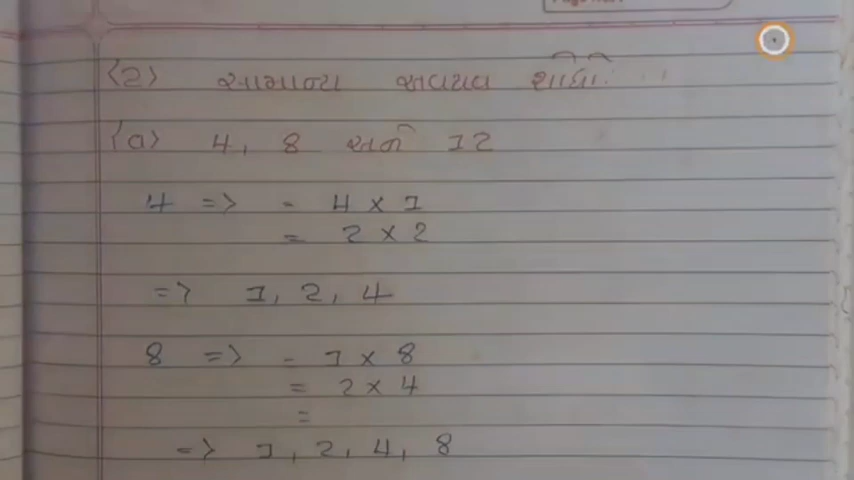 (2) સામાન્ય અવયવ શોધો.
(a) 4, 8 અને 12
4 => = 4 × 1
= 2 × 2
=> 1, 2, 4
8 => = 1 × 8
= 2 × 4
=
=> 1, 2, 4, 8